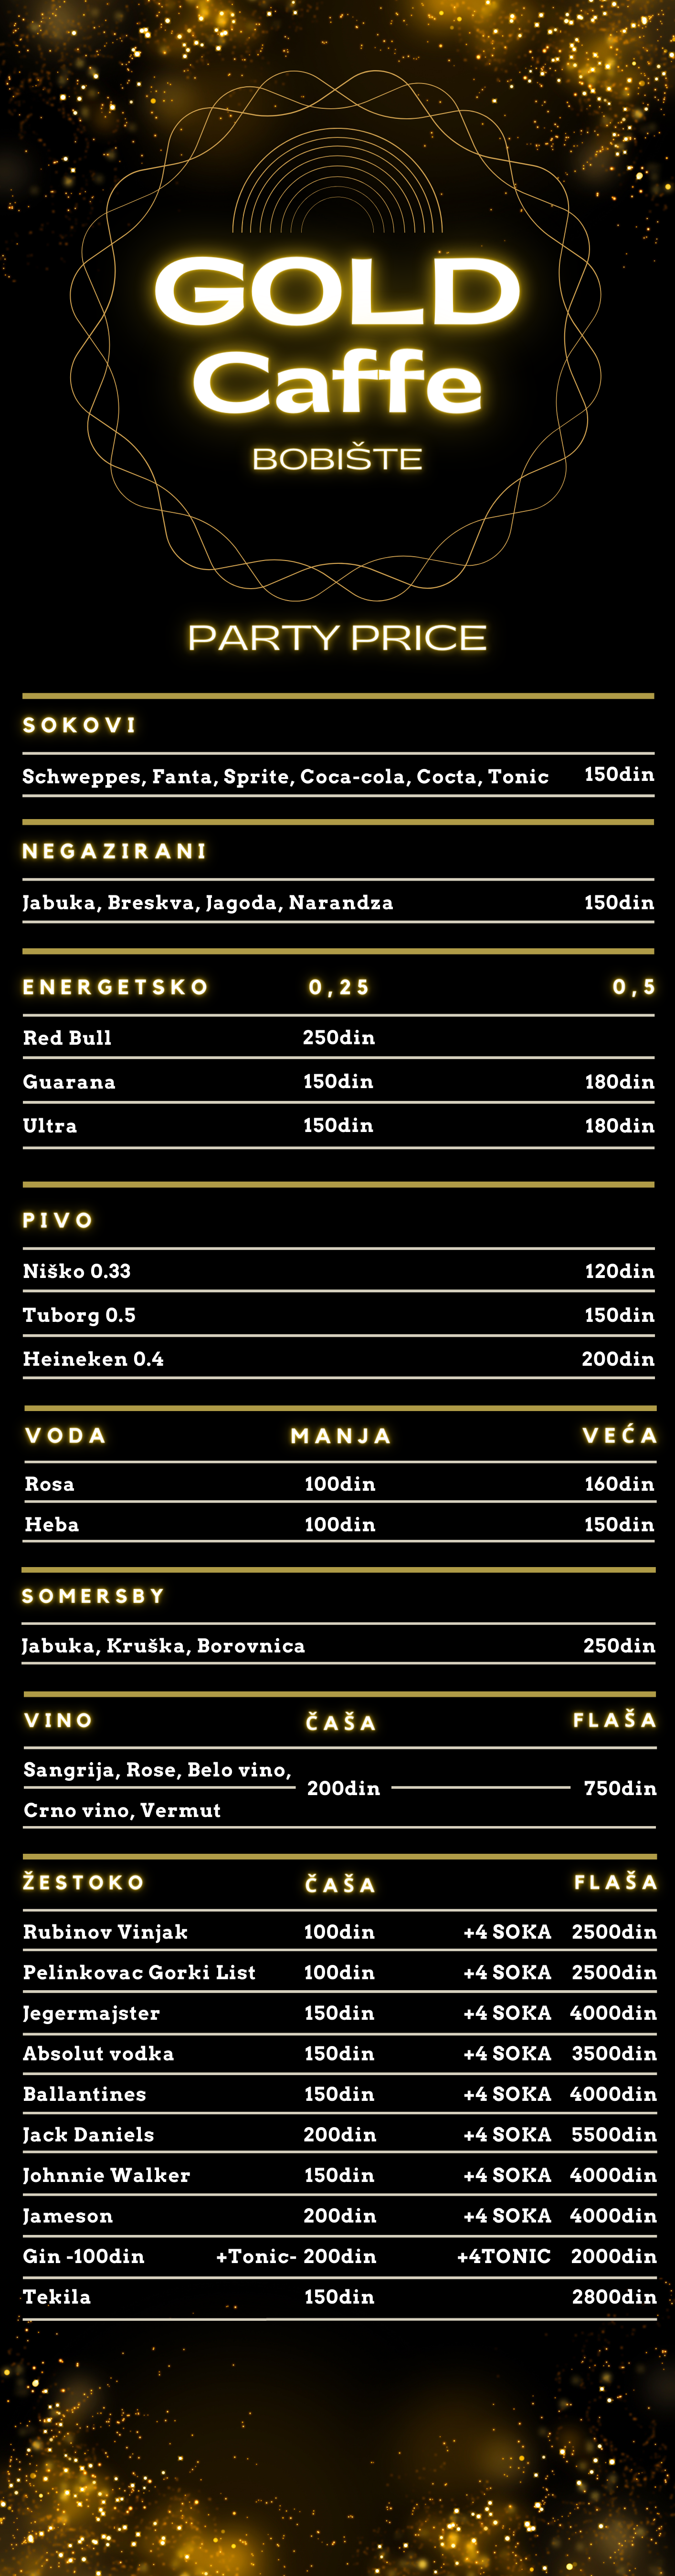 GOLD
Caffe
BOBIŠTE
PARTY PRICE
SOKOVI
Schweppes, Fanta, Sprite, Coca-cola, Cocta, Tonic 150din
NEGAZIRANI
Jabuka, Breskva, Jagoda, Narandza 150din
ENERGETSKO 0,25 0,5
Red Bull 250din
Guarana 150din 180din
Ultra 150din 180din
PIVO
Niško 0.33 120din
Tuborg 0.5 150din
Heineken 0.4 200din
VODA MANJA VEĆA
Rosa 100din 160din
Heba 100din 150din
SOMERSBY
Jabuka, Kruška, Borovnica 250din
VINO ČAŠA FLAŠA
Sangrija, Rose, Belo vino,
200din 750din
Crno vino, Vermut
ŽESTOKO ČAŠA FLAŠA
Rubinov Vinjak 100din +4 SOKA 2500din
Pelinkovac Gorki List 100din +4 SOKA 2500din
Jegermajster 150din +4 SOKA 4000din
Absolut vodka 150din +4 SOKA 3500din
Ballantines 150din +4 SOKA 4000din
Jack Daniels 200din +4 SOKA 5500din
Johnnie Walker 150din +4 SOKA 4000din
Jameson 200din +4 SOKA 4000din
Gin -100din +Tonic- 200din +4TONIC 2000din
Tekila 150din 2800din